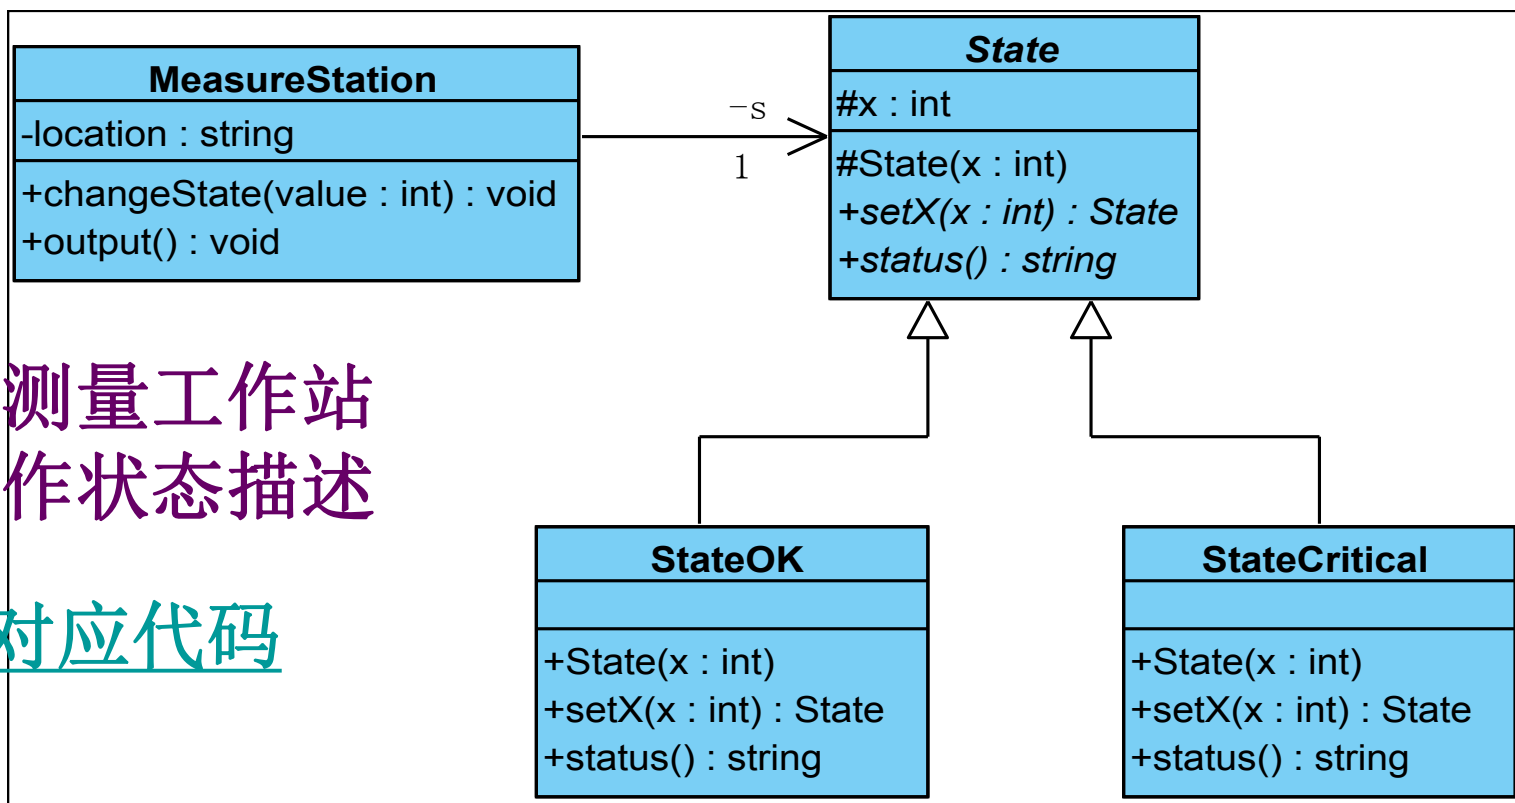 MeasureStation
-location : string
+changeState(value : int) : void
+output() : void
-s
1
State
#x : int
#State(x : int)
+setX(x : int) : State
+status() : string
测量工作站
作状态描述
对应代码
StateOK
+State(x : int)
+setX(x : int) : State
+status() : string
StateCritical
+State(x : int)
+setX(x : int) : State
+status() : string